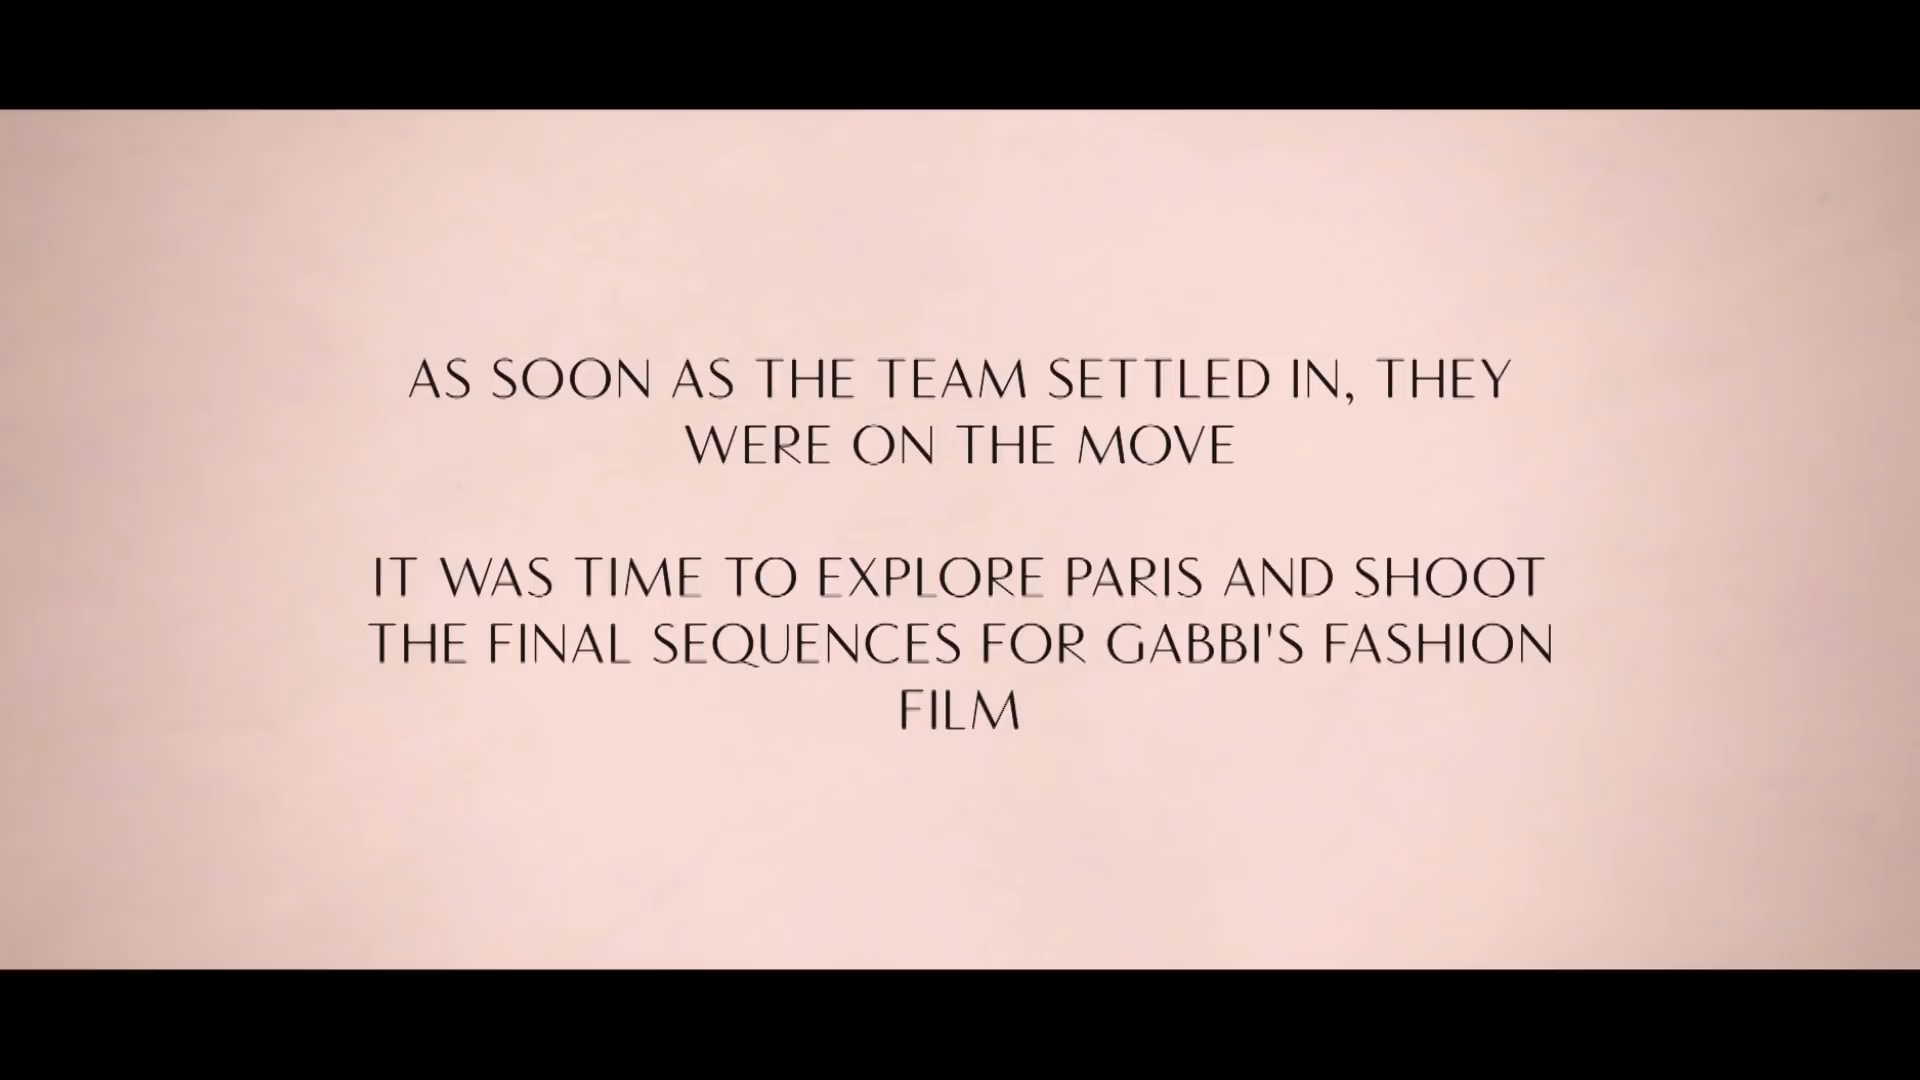 AS SOON AS THE TEAM SETTLED IN, THEY
WERE ON THE MOVE
IT WAS TIME TO EXPLORE PARIS AND SHOOT
THE FINAL SEQUENCES FOR GABBI'S FASHION
FILM